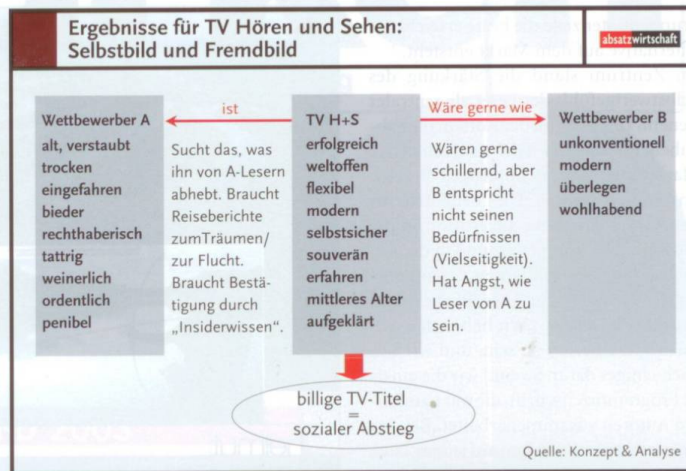 Ergebnisse für TV Hören und Sehen:
Selbstbild und Fremdbild
absatzwirtschaft
Wettbewerber A
alt, verstaubt
trocken
eingefahren
bieder
rechthaberisch
tattrig
weinerlich
ordentlich
penibel
ist
Sucht das, was
ihn von A-Lesern
abhebt. Braucht
Reiseberichte
zumTräumen/
zur Flucht.
Braucht Bestä-
tigung durch
„Insiderwissen“.
TV H+S
erfolgreich
weltoffen
flexibel
modern
selbstsicher
souverän
erfahren
mittleres Alter
aufgeklärt
Wäre gerne wie
Wären gerne
schillernd, aber
B entspricht
nicht seinen
Bedürfnissen
(Vielseitigkeit).
Hat Angst, wie
Leser von A zu
sein.
Wettbewerber B
unkonventionell
modern
überlegen
wohlhabend
billige TV-Titel
=
sozialer Abstieg
Quelle: Konzept & Analyse